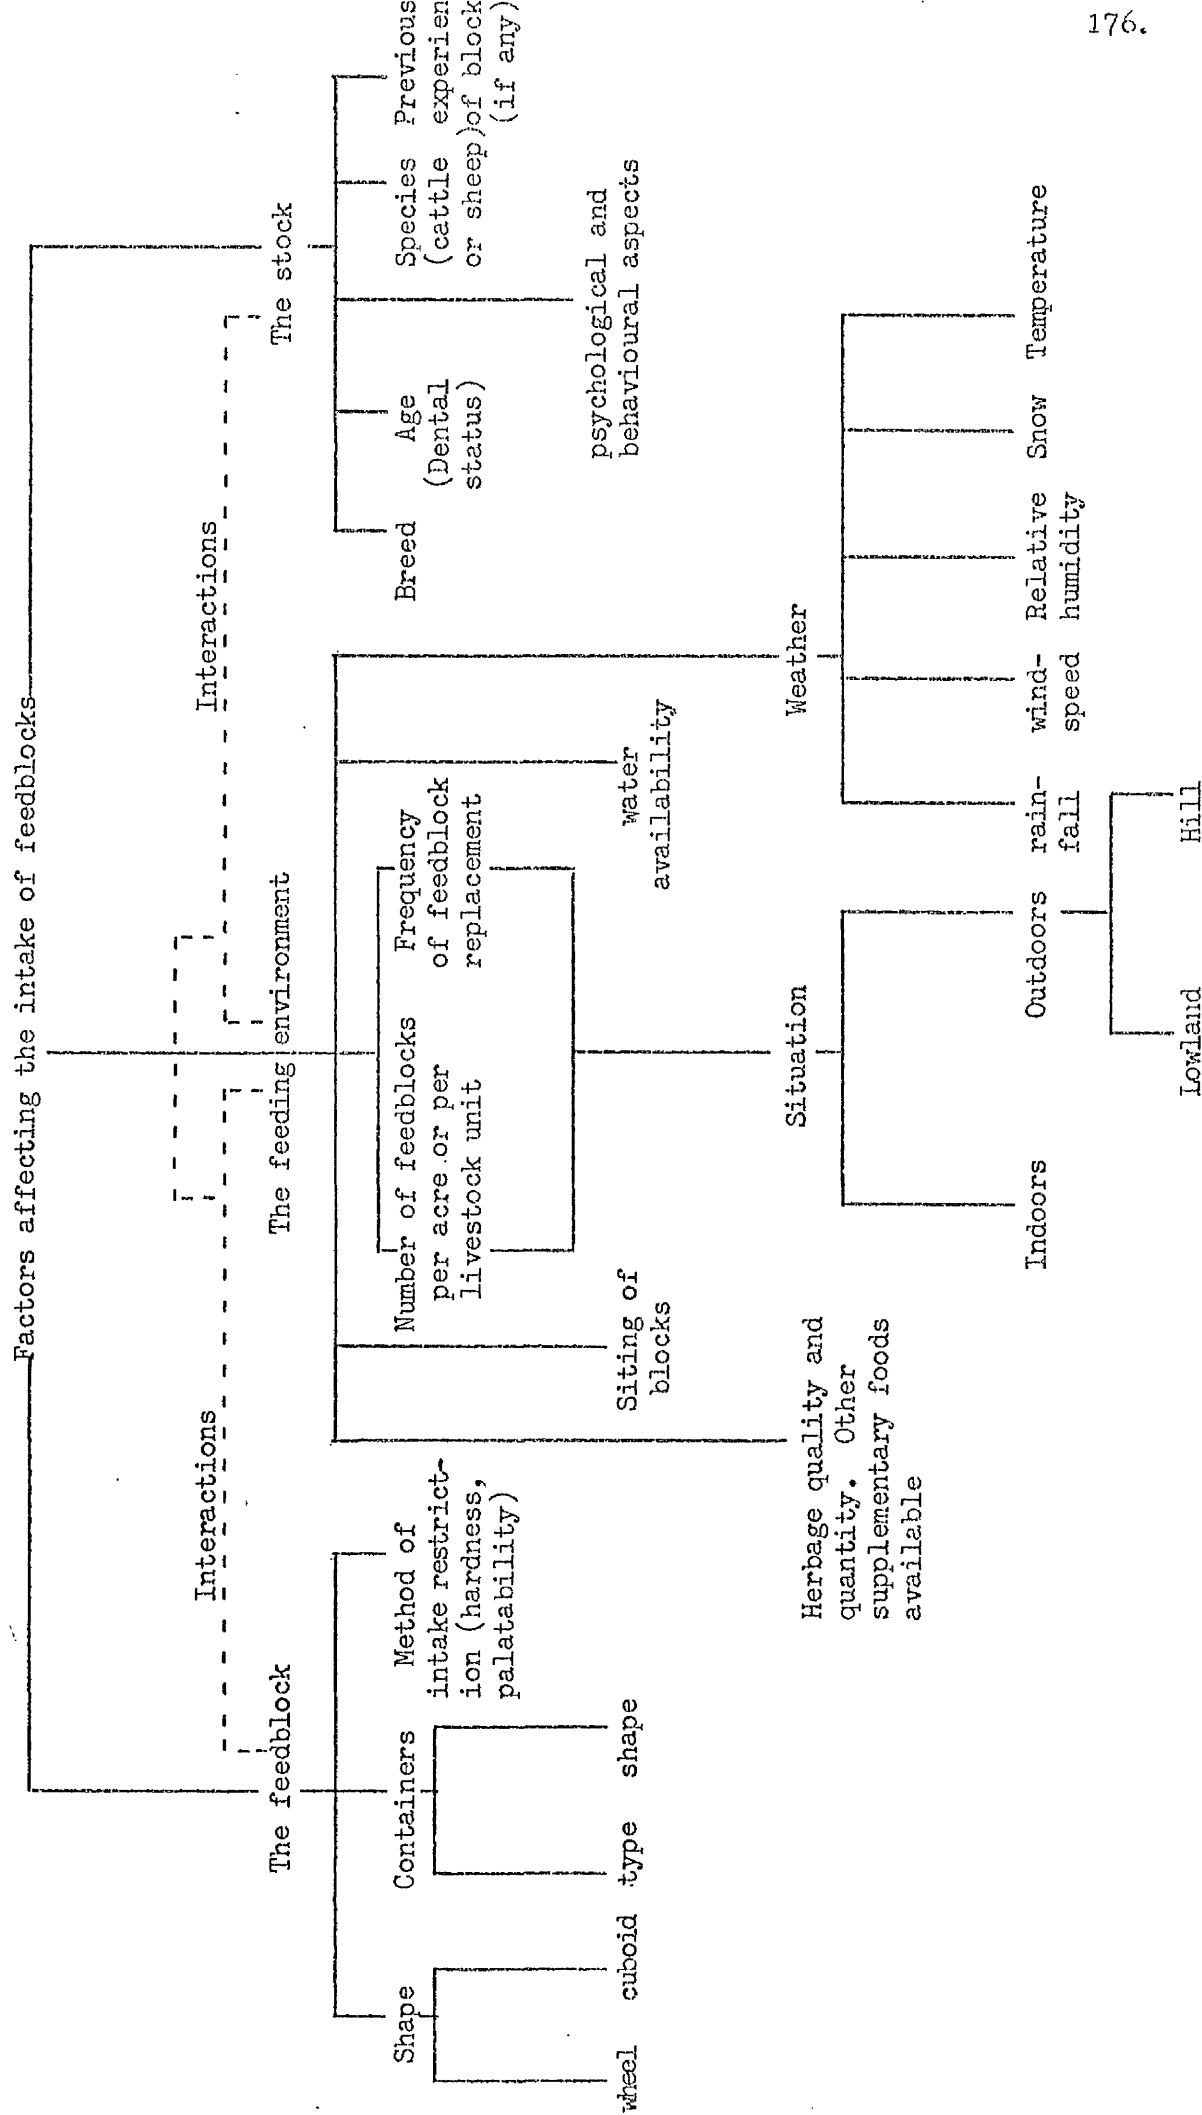 176.
Factors affecting the intake of feedblocks
Interactions
Interactions
The feedblock
The feeding environment
The stock
Shape
wheel
cuboid
Containers
type
shape
Method of
intake restrict-
ion (hardness,
palatability)
Herbage quality and
quantity. Other
supplementary foods
available
Siting of
blocks
Number of feedblocks
per acre or per
livestock unit
Frequency
of feedblock
replacement
Situation
Indoors
Outdoors
Lowland
Hill
water
availability
Weather
rain-
fall
wind-
speed
Relative
humidity
Snow
Temperature
Breed
Age
(Dental
status)
psychological and
behavioural aspects
Species
(cattle
or sheep)
Previous
experien
of block
(if any)